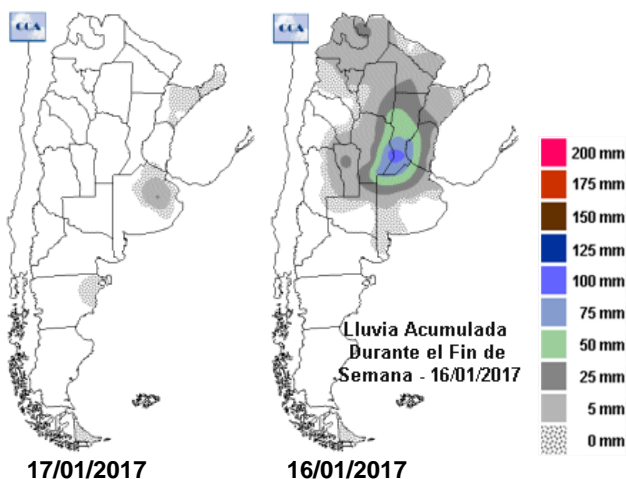 CCA
CCA
200 mm
175 mm
150 mm
125 mm
100 mm
75 mm
50 mm
25 mm
5 mm
0 mm
Lluvia Acumulada
Durante el Fin de
Semana - 16/01/2017
17/01/2017
16/01/2017